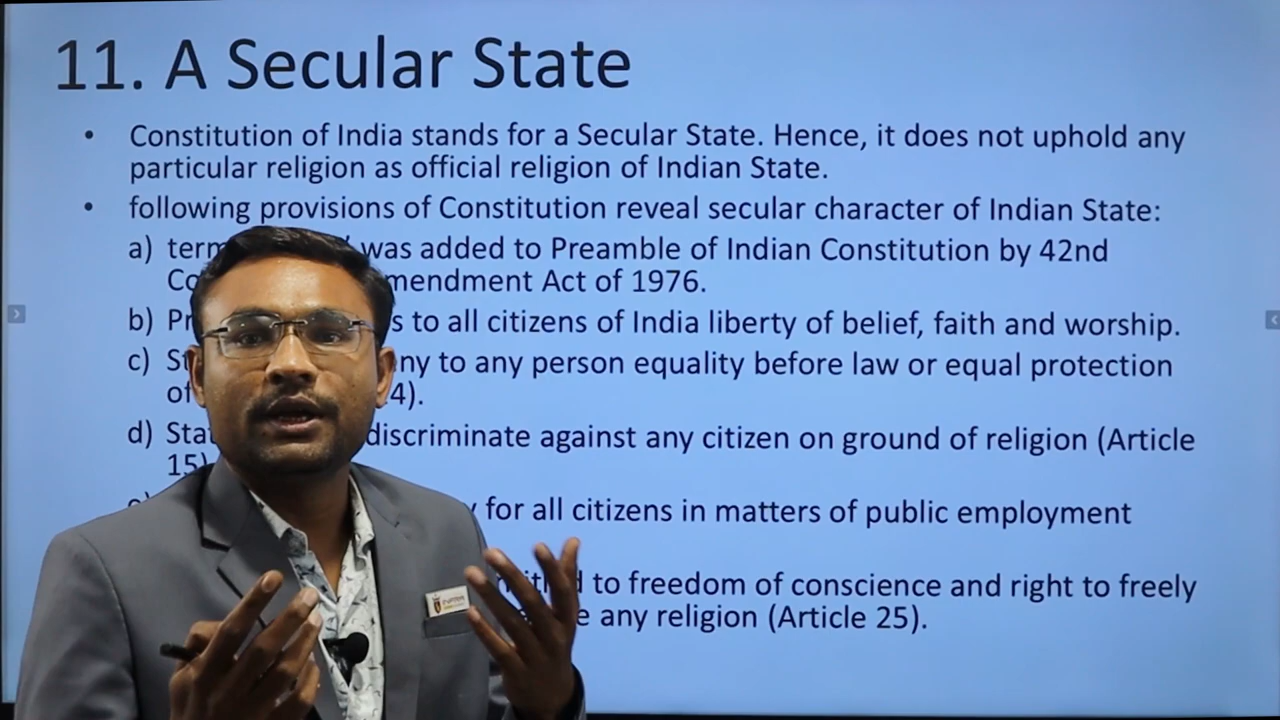 11. A Secular State
• Constitution of India stands for a Secular State. Hence, it does not uphold any
particular religion as official religion of Indian State.
• following provisions of Constitution reveal secular character of Indian State:
a) was added to Preamble of Indian Constitution by 42nd
Act of 1976.
b) to all citizens of India liberty of belief, faith and worship.
c) to any person equality before law or equal protection
of 4).
d) discriminate against any citizen on ground of religion (Article
15)
for all citizens in matters of public employment
to freedom of conscience and right to freely
any religion (Article 25).